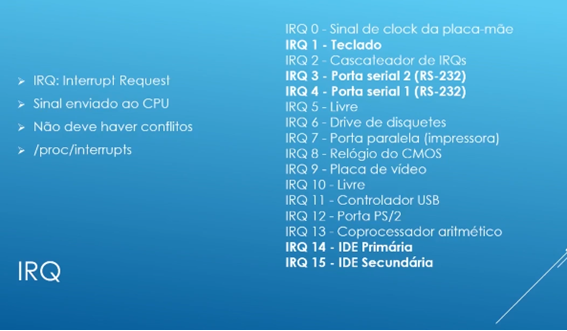 IRQ: Interrupt Request
Sinal enviado ao CPU
Não deve haver conflitos
/proc/interrupts
IRQ
IRQ 0 - Sinal de clock da placa-mãe
IRQ 1 - Teclado
IRQ 2 - Cascateador de IRQs
IRQ 3 - Porta serial 2 (RS-232)
IRQ 4 - Porta serial 1 (RS-232)
IRQ 5 - Livre
IRQ 6 - Drive de disquetes
IRQ 7 - Porta paralela (impressora)
IRQ 8 - Relógio do CMOS
IRQ 9 - Placa de vídeo
IRQ 10 - Livre
IRQ 11 - Controlador USB
IRQ 12 - Porta PS/2
IRQ 13 - Coprocessador aritmético
IRQ 14 - IDE Primária
IRQ 15 - IDE Secundária